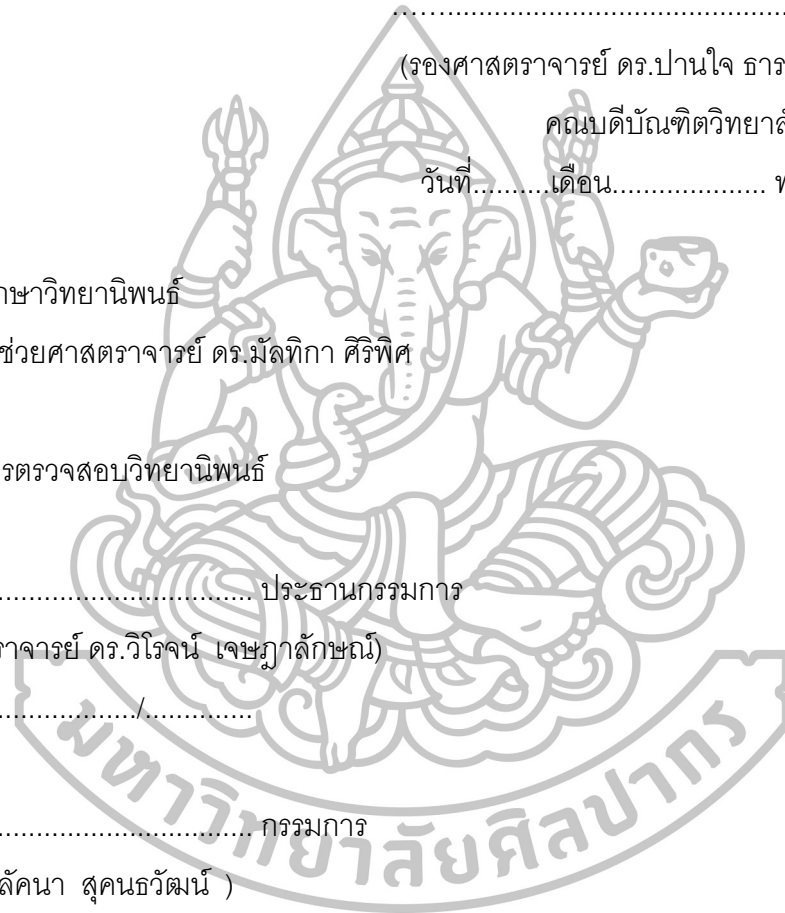 .....................................................
(รองศาสตราจารย์ ดร.ปานใจ ธาร
คณบดีบัณฑิตวิทยาลั
วันที่..........เดือน.................... พ
กษาวิทยานิพนธ์
ช่วยศาสตราจารย์ ดร.มัลทิกา ศิริพิศ
รตรวจสอบวิทยานิพนธ์
.................................. ประธานกรรมการ
ราจารย์ ดร.วิโรจน์ เจษฎาลักษณ์)
..................../..............
.................................. กรรมการ
ลัคนา สุคนธวัฒน์ )
มหาวิทยาลัยศิลปากร